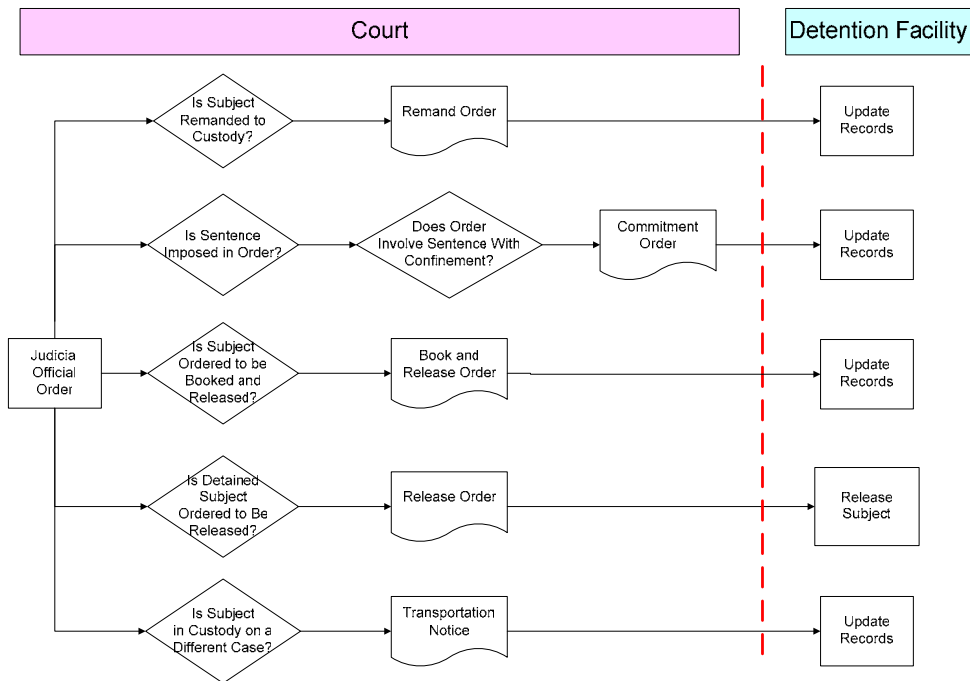 Court
Detention Facility
Is Subject
Remanded to
Custody?
Remand Order
Update
Records
Is Sentence
Imposed in Order?
Does Order
Involve Sentence With
Confinement?
Commitment
Order
Update
Records
Judicia
Official
Order
Is Subject
Ordered to be
Booked and
Released?
Book and
Release Order
Update
Records
Is Detained
Subject
Ordered to Be
Released?
Release Order
Release
Subject
Is Subject
in Custody on a
Different Case?
Transportation
Notice
Update
Records